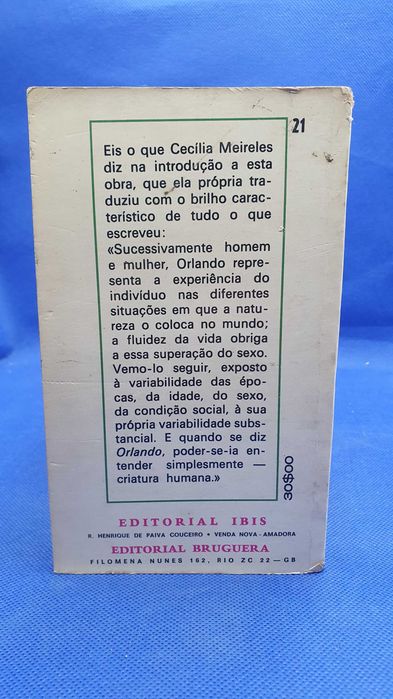 21
Eis o que Cecília Meireles
diz na introdução a esta
obra, que ela própria tra-
duziu com o brilho carac-
terístico de tudo o que
escreveu:
«Sucessivamente homem
e mulher, Orlando repre-
senta a experiência do
indivíduo nas diferentes
situações em que a natu-
reza o coloca no mundo;
a fluidez da vida obriga
a essa superação do sexo.
Vemo-lo seguir, exposto
à variabilidade das épo-
cas, da idade, do sexo,
da condição social, à sua
própria variabilidade subs-
tancial. E quando se diz
Orlando, poder-se-ia en-
tender simplesmente —
criatura humana.»
30$00
EDITORIAL IBIS
R. HENRIQUE DE PAIVA COUCEIRO • VENDA NOVA-AMADORA
EDITORIAL BRUGUERA
FILOMENA NUNES 162, RIO ZC 22 — GB